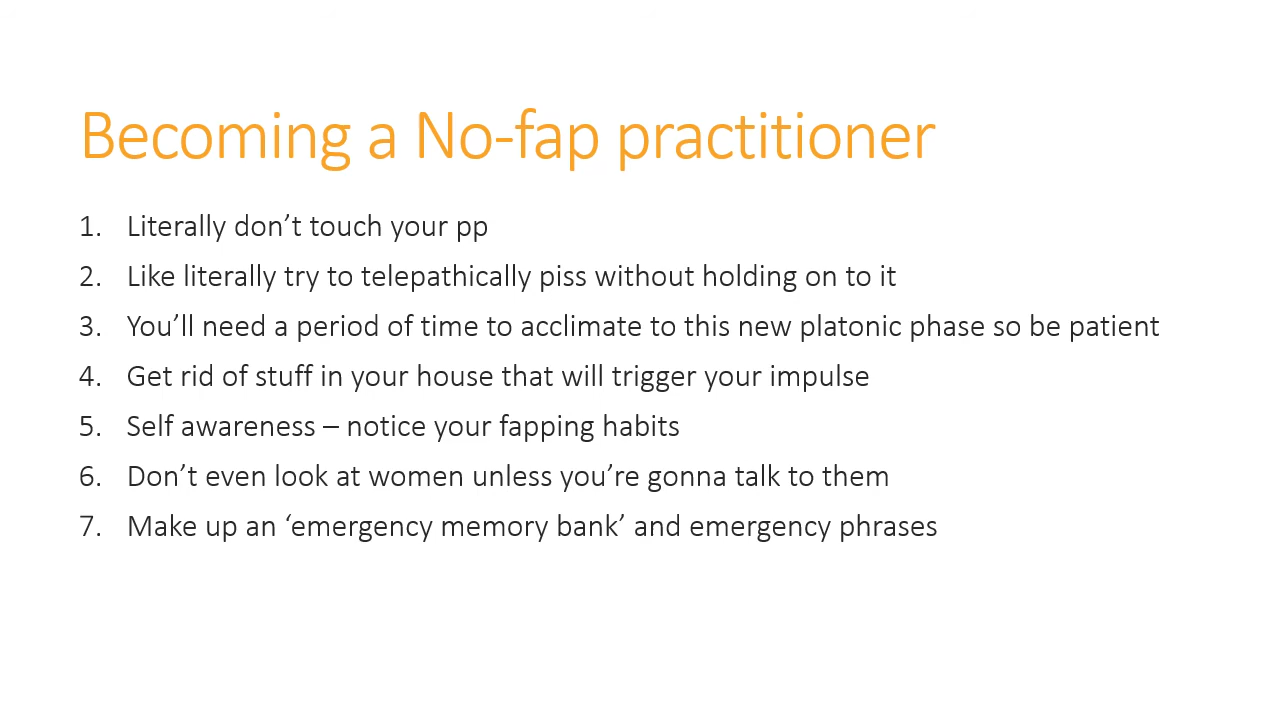 Becoming a No-fap practitioner
1. Literally don’t touch your pp
2. Like literally try to telepathically piss without holding on to it
3. You’ll need a period of time to acclimate to this new platonic phase so be patient
4. Get rid of stuff in your house that will trigger your impulse
5. Self awareness – notice your fapping habits
6. Don’t even look at women unless you’re gonna talk to them
7. Make up an ‘emergency memory bank’ and emergency phrases